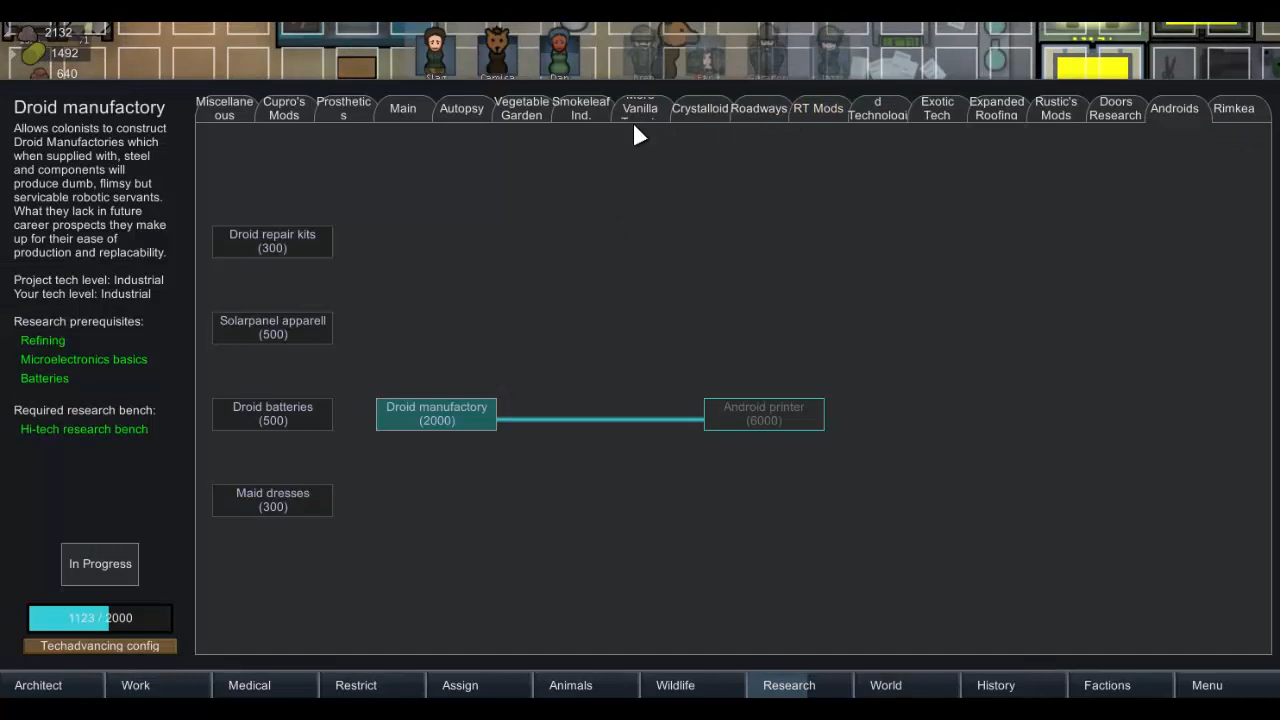 2132
1492
640
Droid manufactory
Allows colonists to construct
Droid Manufactories which
when supplied with, steel
and components will
produce dumb, flimsy but
servicable robotic servants.
What they lack in future
career prospects they make
up for their ease of
production and replacability.
Project tech level: Industrial
Your tech level: Industrial
Research prerequisites:
Refining
Microelectronics basics
Batteries
Required research bench:
Hi-tech research bench
In Progress
1123 / 2000
Techadvancing config
Miscellane
ous
Cupro's
Mods
Prosthetic
s
Main
Autopsy
Vegetable
Garden
Smokeleaf
Ind.
Vanilla
Crystalloid
Roadways
RT Mods
d
Technologi
Exotic
Tech
Expanded
Roofing
Rustic's
Mods
Doors
Research
Androids
Rimkea
Droid repair kits
(300)
Solarpanel apparell
(500)
Droid batteries
(500)
Droid manufactory
(2000)
Android printer
(6000)
Maid dresses
(300)
Architect
Work
Medical
Restrict
Assign
Animals
Wildlife
Research
World
History
Factions
Menu